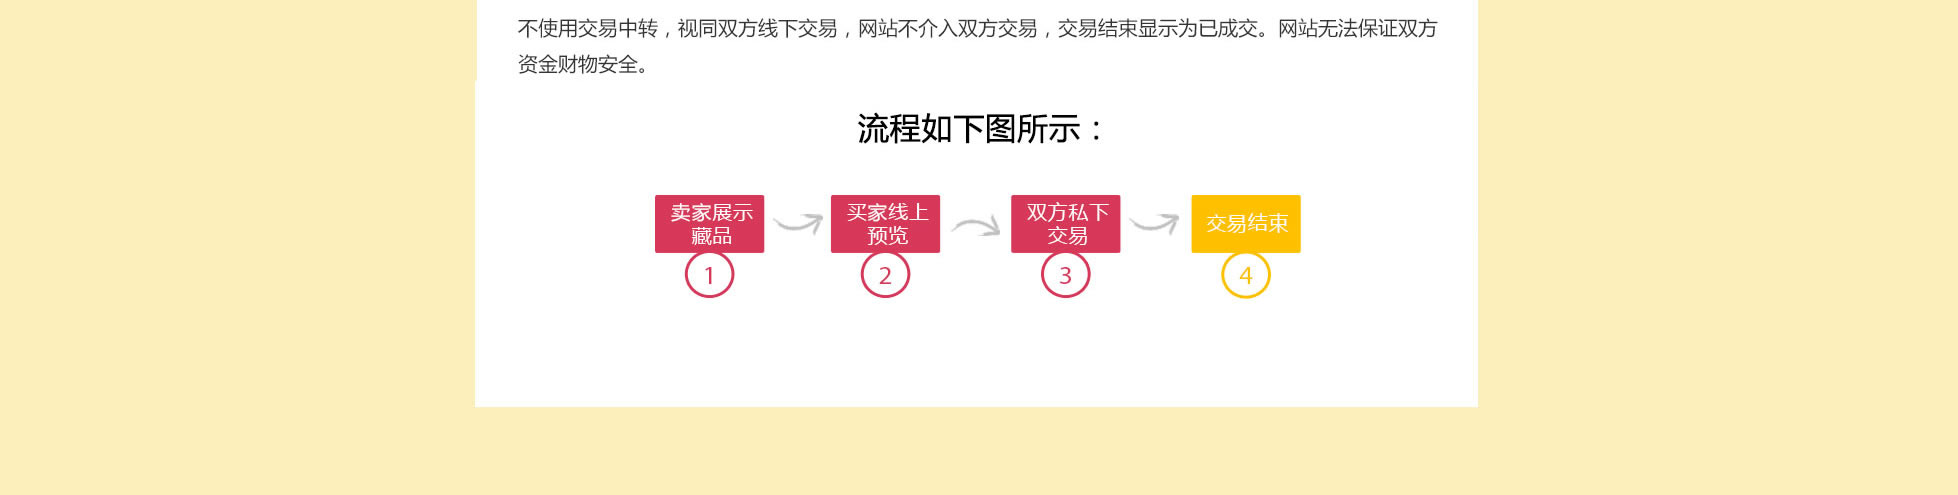 不使用交易中转，视同双方线下交易，网站不介入双方交易，交易结束显示为已成交。网站无法保证双方
资金财物安全。
流程如下图所示：
卖家展示
藏品
1
买家线上
预览
2
双方私下
交易
3
交易结束
4